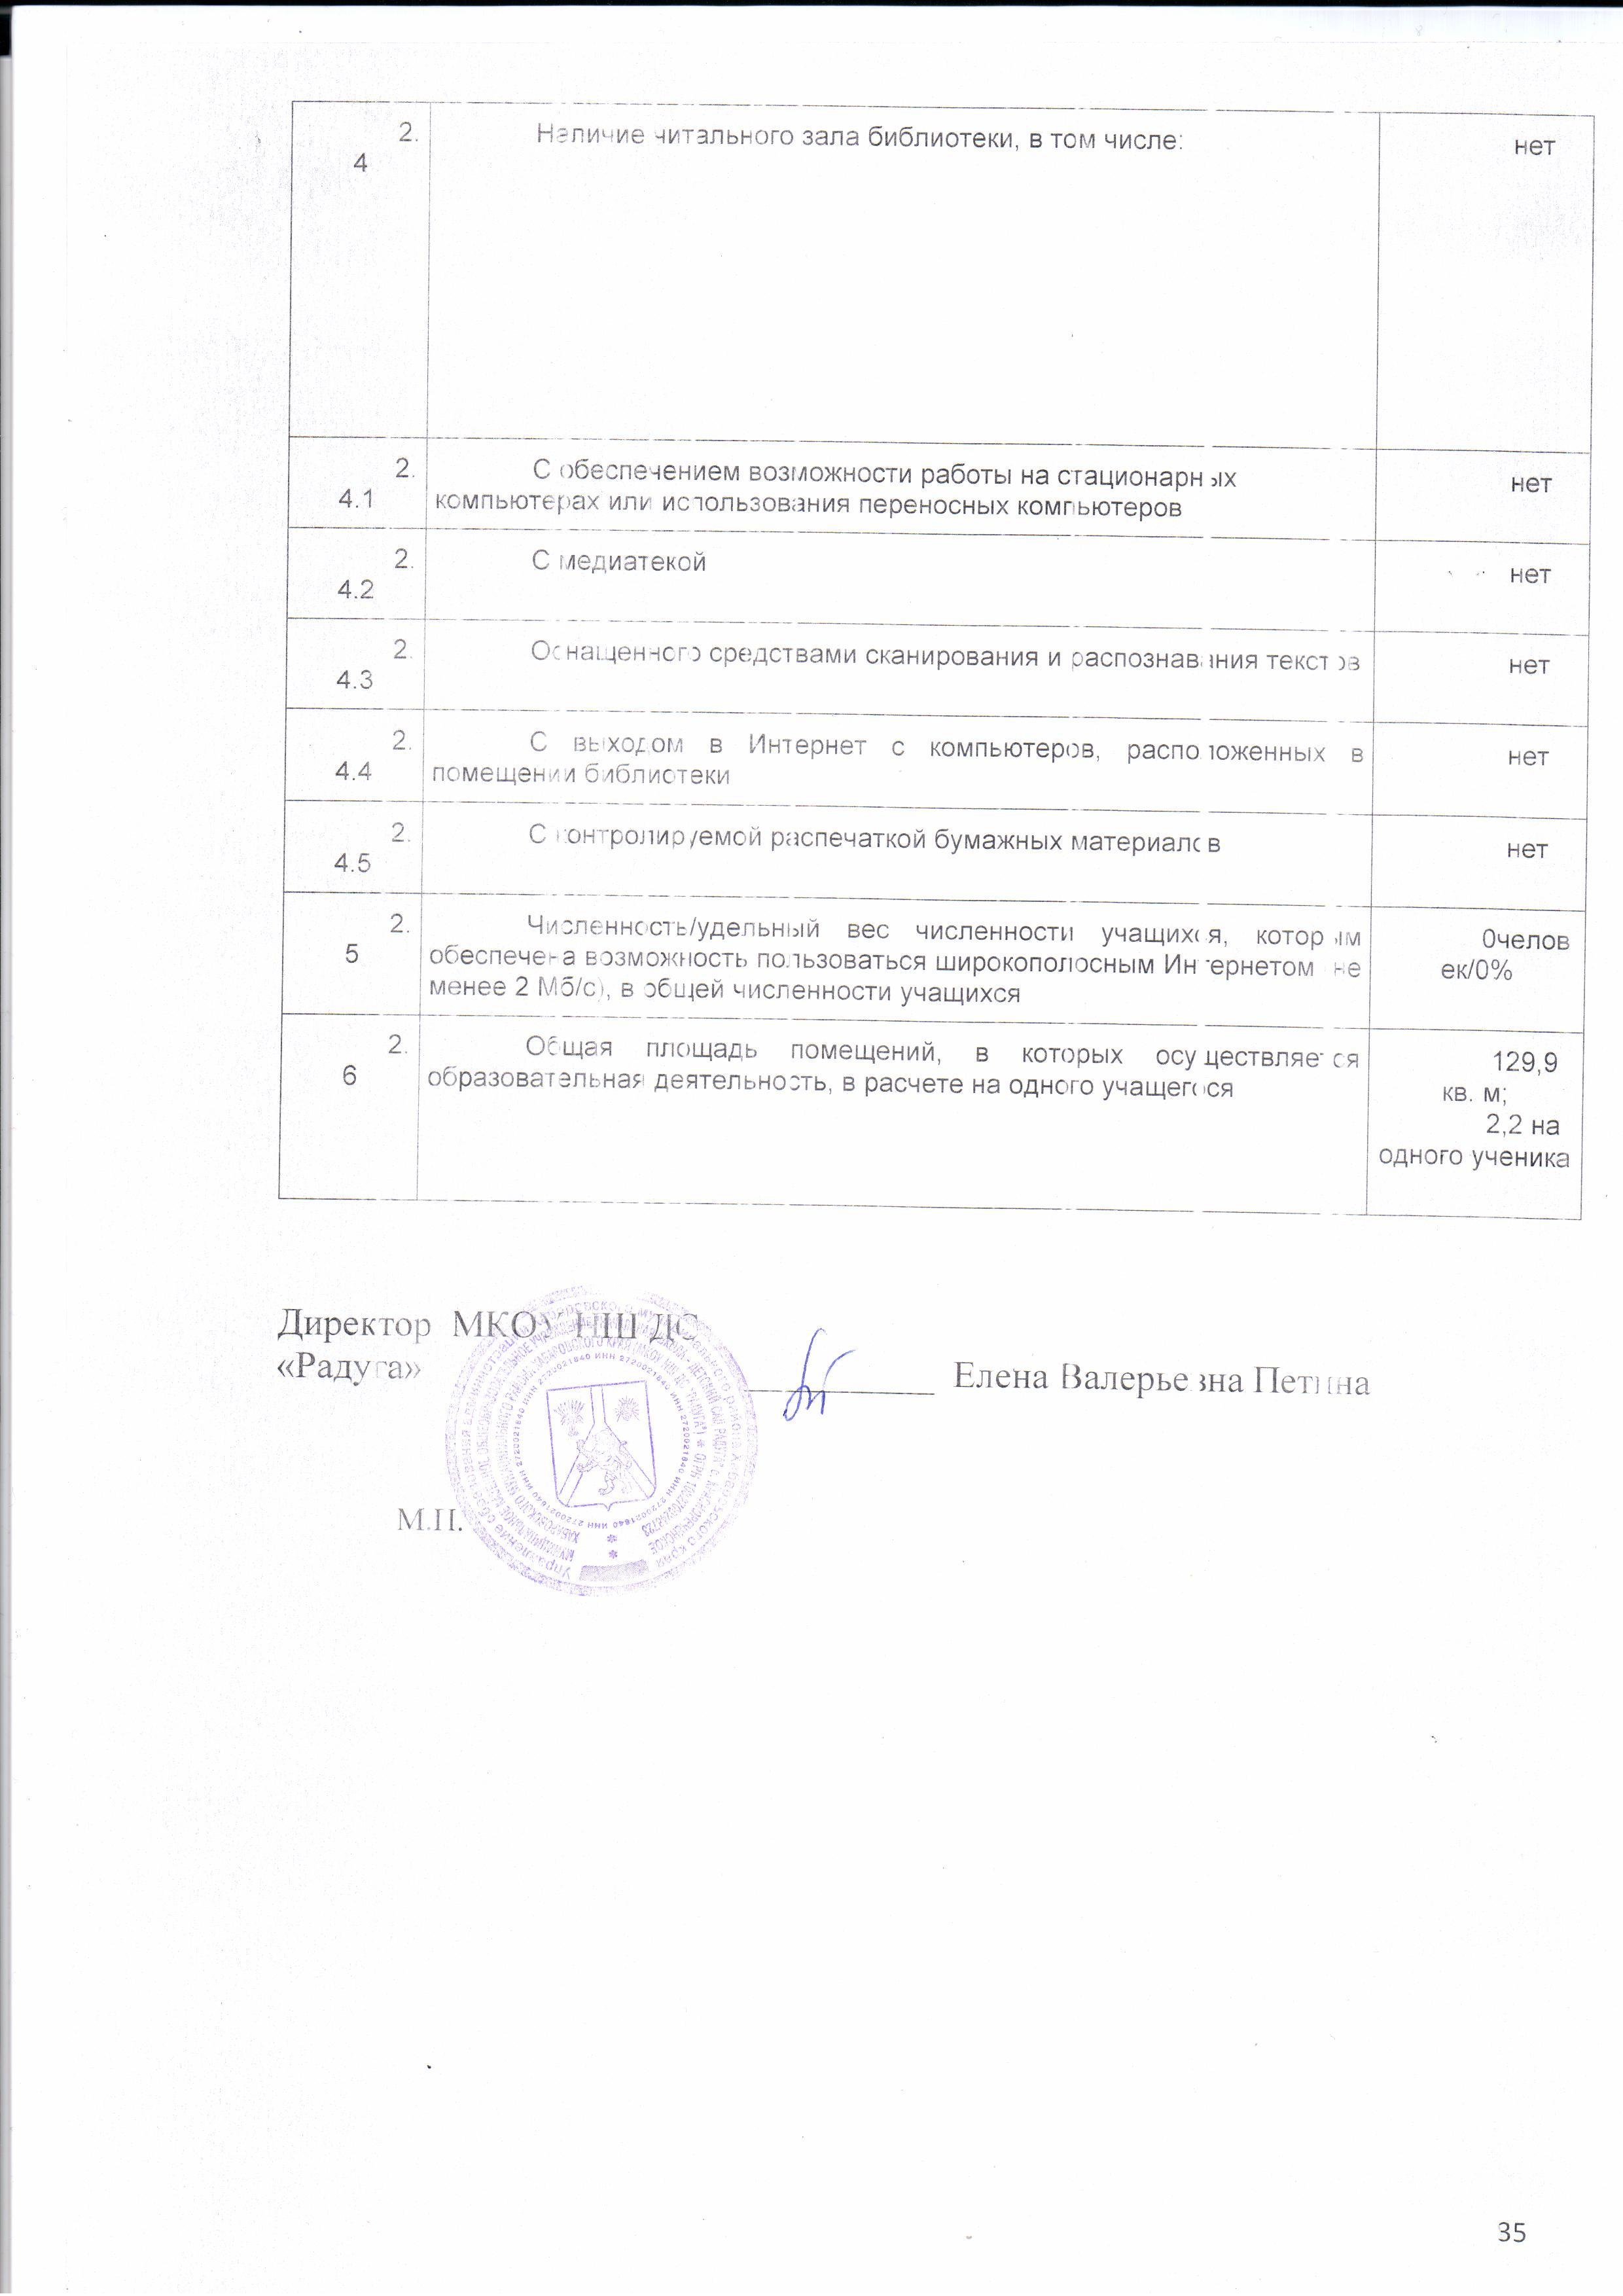 2.
4
Наличие читального зала библиотеки, в том числе:
нет
2.
4.1
С обеспечением возможности работы на стационарных
компьютерах или использования переносных компьютеров
нет
2.
4.2
С медиатекой
нет
2.
4.3
Оснащенного средствами сканирования и распознавания текстов
нет
2.
4.4
С выходом в Интернет с компьютеров, расположенных в
помещении библиотеки
нет
2.
4.5
С контролируемой распечаткой бумажных материалов
нет
2.
5
Численность/удельный вес численности учащихся, которым
обеспечена возможность пользоваться широкополосным Интернетом не
менее 2 Мб/с), в общей численности учащихся
0челов
ек/0%
2.
6
Общая площадь помещений, в которых осуществляется
образовательная деятельность, в расчете на одного учащегося
129,9
кв. м;
2,2 на
одного ученика
Директор МКОУ НШ ДС
«Радуга»
Елена Валерьевна Петина
М.П.
ИНН 2720021840
35